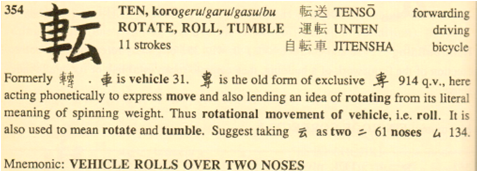 354 転 TEN, korogeru/garu/gasu/bu 転送 TENSŌ forwarding
ROTATE, ROLL, TUMBLE 運転 UNTEN driving
11 strokes 自転車 JITENSHA bicycle
Formerly 轉 . 車 is vehicle 31. 專 is the old form of exclusive 専 914 q.v., here
acting phonetically to express move and also lending an idea of rotating from its literal
meaning of spinning weight. Thus rotational movement of vehicle, i.e. roll. It is
also used to mean rotate and tumble. Suggest taking 云 as two 二 61 noses ム 134.
Mnemonic: VEHICLE ROLLS OVER TWO NOSES